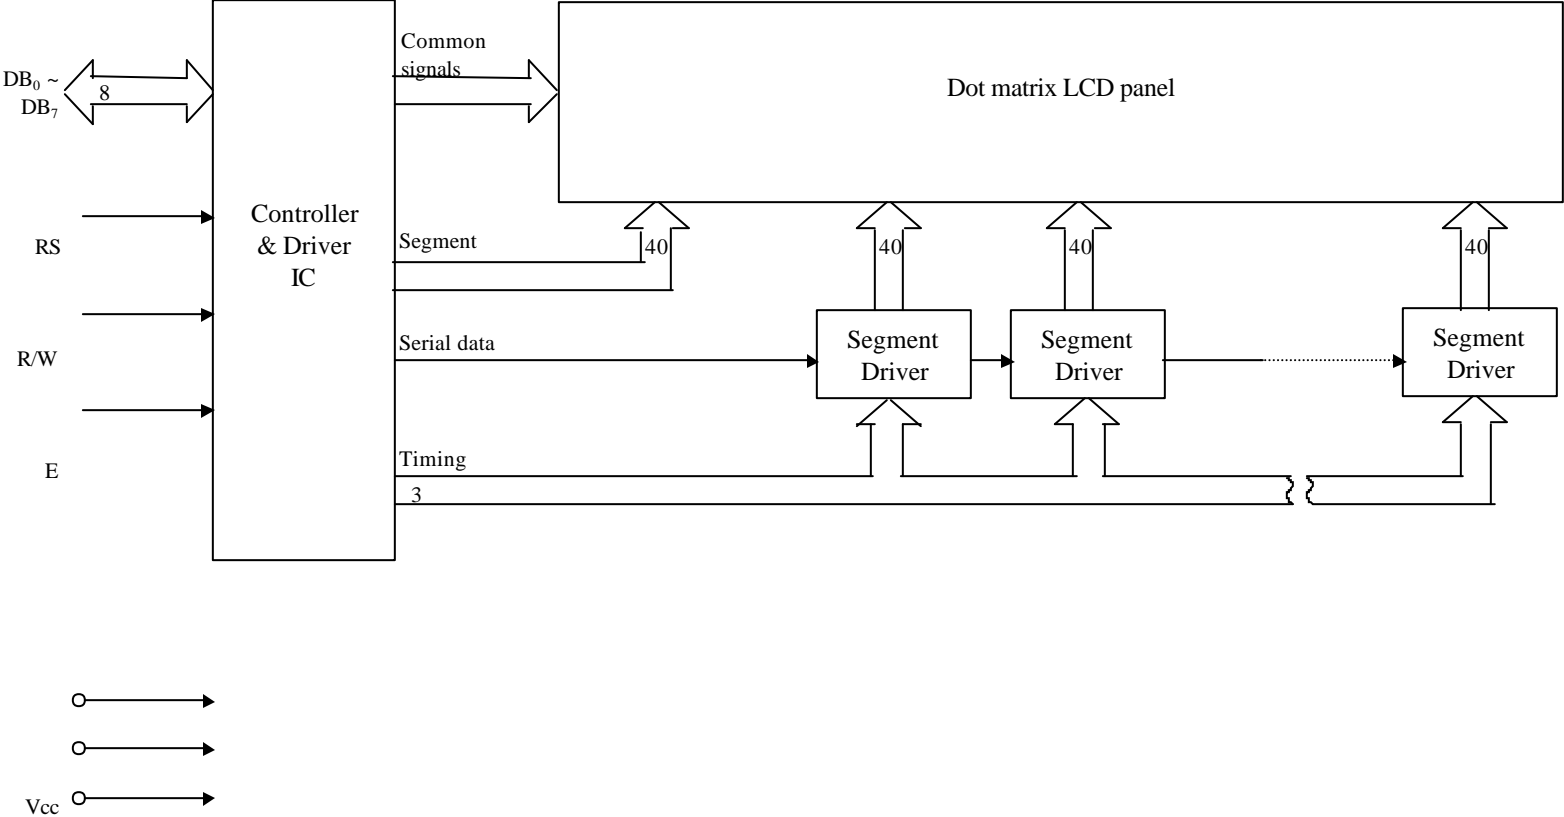 Common
signals
DB₀ ~
DB₇
8
Dot matrix LCD panel
Controller
& Driver
IC
RS
Segment
40
40
40
40
R/W
Serial data
Segment
Driver
Segment
Driver
Segment
Driver
E
Timing
3
Vcc